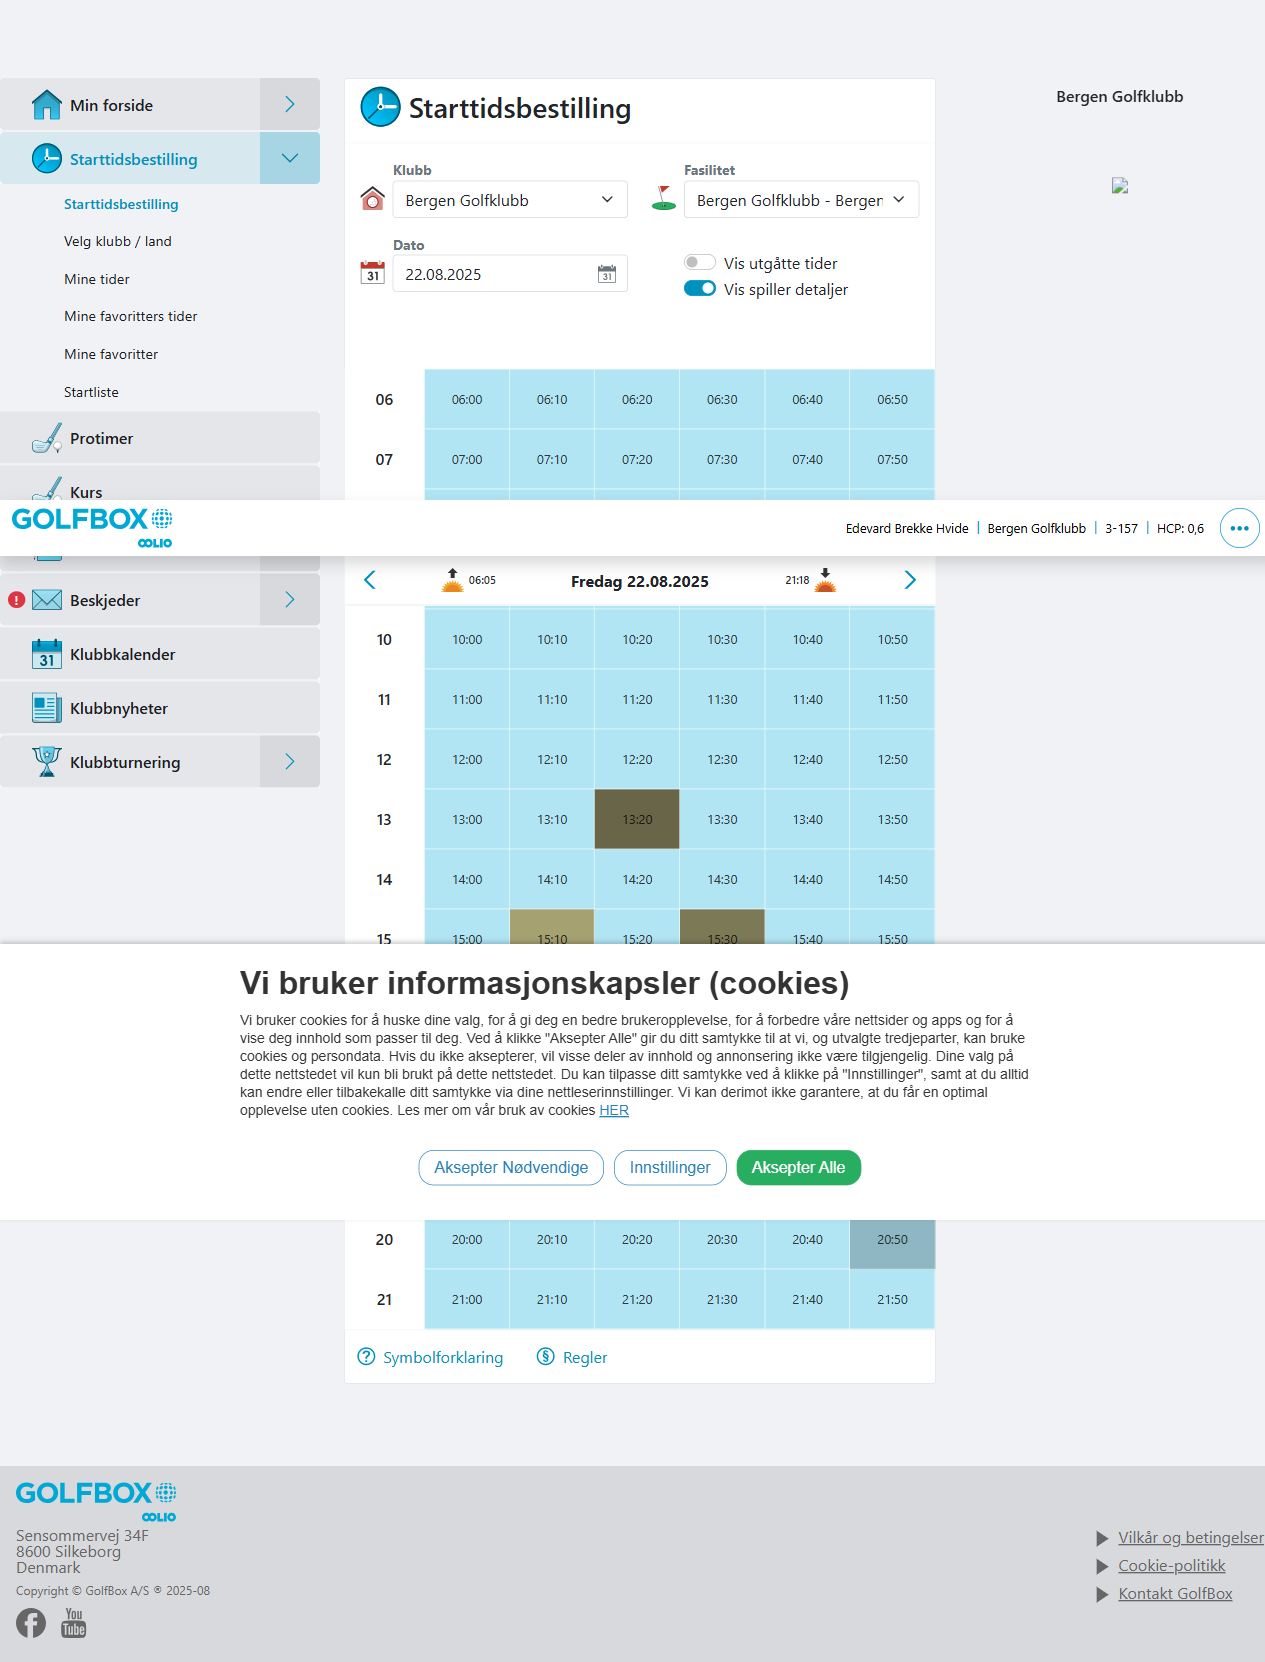 Min forside
Starttidsbestilling
Starttidsbestilling
Velg klubb / land
Mine tider
Mine favoritters tider
Mine favoritter
Startliste
Protimer
Kurs
Starttidsbestilling
Klubb
Bergen Golfklubb
Fasilitet
Bergen Golfklubb - Bergen
Dato
31 22.08.2025 31
Vis utgåtte tider
Vis spiller detaljer
Bergen Golfklubb
06 06:00 06:10 06:20 06:30 06:40 06:50
07 07:00 07:10 07:20 07:30 07:40 07:50
GOLFBOX
OOLIO
Edevard Brekke Hvide | Bergen Golfklubb | 3-157 | HCP: 0,6
06:05 Fredag 22.08.2025 21:18
! Beskjeder
31 Klubbkalender
Klubbnyheter
Klubbturnering
10 10:00 10:10 10:20 10:30 10:40 10:50
11 11:00 11:10 11:20 11:30 11:40 11:50
12 12:00 12:10 12:20 12:30 12:40 12:50
13 13:00 13:10 13:20 13:30 13:40 13:50
14 14:00 14:10 14:20 14:30 14:40 14:50
15 15:00 15:10 15:20 15:30 15:40 15:50
Vi bruker informasjonskapsler (cookies)
Vi bruker cookies for å huske dine valg, for å gi deg en bedre brukeropplevelse, for å forbedre våre nettsider og apps og for å
vise deg innhold som passer til deg. Ved å klikke "Aksepter Alle" gir du ditt samtykke til at vi, og utvalgte tredjeparter, kan bruke
cookies og persondata. Hvis du ikke aksepterer, vil visse deler av innhold og annonsering ikke være tilgjengelig. Dine valg på
dette nettstedet vil kun bli brukt på dette nettstedet. Du kan tilpasse ditt samtykke ved å klikke på "Innstillinger", samt at du alltid
kan endre eller tilbakekalle ditt samtykke via dine nettleserinnstillinger. Vi kan derimot ikke garantere, at du får en optimal
opplevelse uten cookies. Les mer om vår bruk av cookies HER
Aksepter Nødvendige Innstillinger Aksepter Alle
20 20:00 20:10 20:20 20:30 20:40 20:50
21 21:00 21:10 21:20 21:30 21:40 21:50
Symbolforklaring
§ Regler
GOLFBOX
OOLIO
Sensommervej 34F
8600 Silkeborg
Denmark
Copyright © GolfBox A/S ® 2025-08
You
Tube
Vilkår og betingelser
Cookie-politikk
Kontakt GolfBox